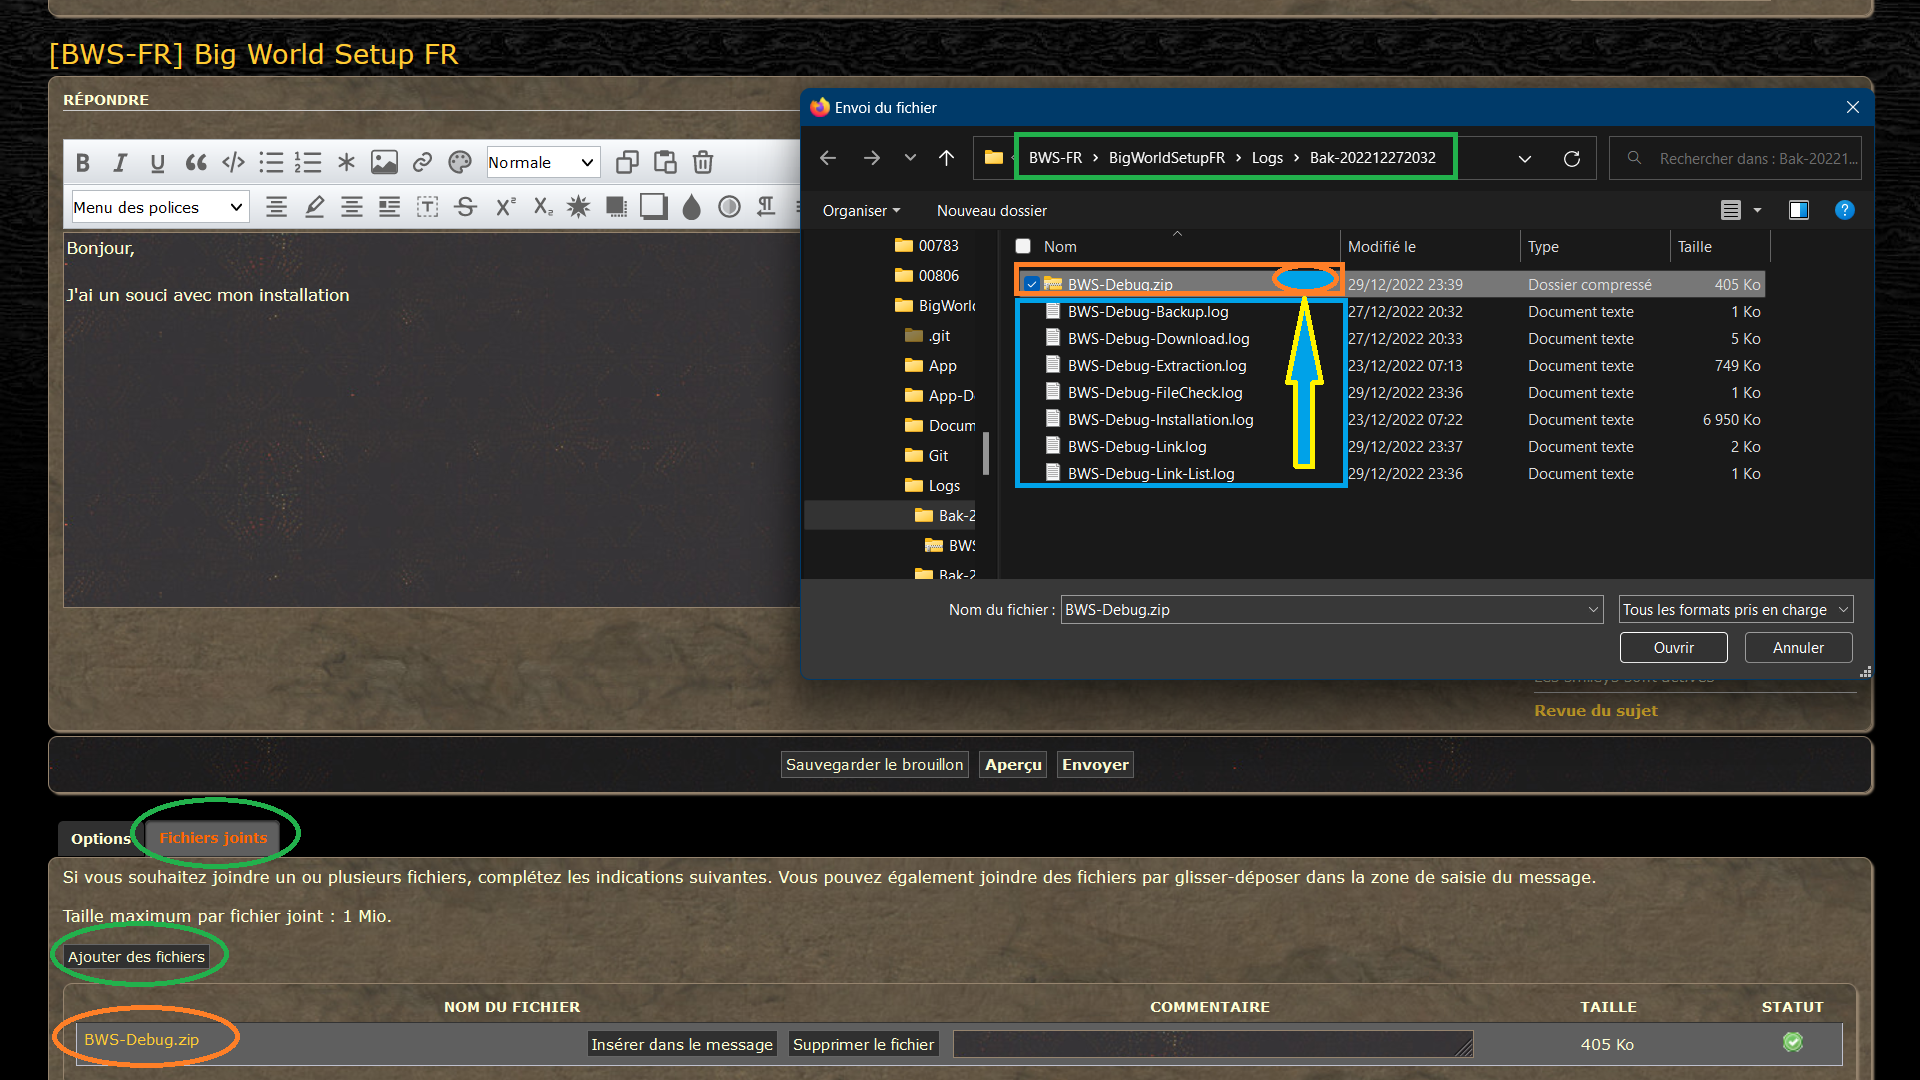 [BWS-FR] Big World Setup FR
RÉPONDRE
Normale
Menu des polices
Bonjour,
J'ai un souci avec mon installation
Envoi du fichier
BWS-FR > BigWorldSetupFR > Logs > Bak-202212272032
Rechercher dans : Bak-20221...
Organiser
Nouveau dossier
00783
00806
BigWorl
.git
App
App-D
Docum
Git
Logs
Bak-2
BWS
Bak-2
Nom Modifié le Type Taille
BWS-Debug.zip 29/12/2022 23:39 Dossier compressé 405 Ko
BWS-Debug-Backup.log 27/12/2022 20:32 Document texte 1 Ko
BWS-Debug-Download.log 27/12/2022 20:33 Document texte 5 Ko
BWS-Debug-Extraction.log 23/12/2022 07:13 Document texte 749 Ko
BWS-Debug-FileCheck.log 29/12/2022 23:36 Document texte 1 Ko
BWS-Debug-Installation.log 23/12/2022 07:22 Document texte 6 950 Ko
BWS-Debug-Link.log 29/12/2022 23:37 Document texte 2 Ko
BWS-Debug-Link-List.log 29/12/2022 23:36 Document texte 1 Ko
Nom du fichier : BWS-Debug.zip
Tous les formats pris en charge
Ouvrir Annuler
Les smileys sont activés
Revue du sujet
Sauvegarder le brouillon Aperçu Envoyer
Options Fichiers joints
Si vous souhaitez joindre un ou plusieurs fichiers, complétez les indications suivantes. Vous pouvez également joindre des fichiers par glisser-déposer dans la zone de saisie du message.
Taille maximum par fichier joint : 1 Mio.
Ajouter des fichiers
NOM DU FICHIER COMMENTAIRE TAILLE STATUT
BWS-Debug.zip Insérer dans le message Supprimer le fichier 405 Ko